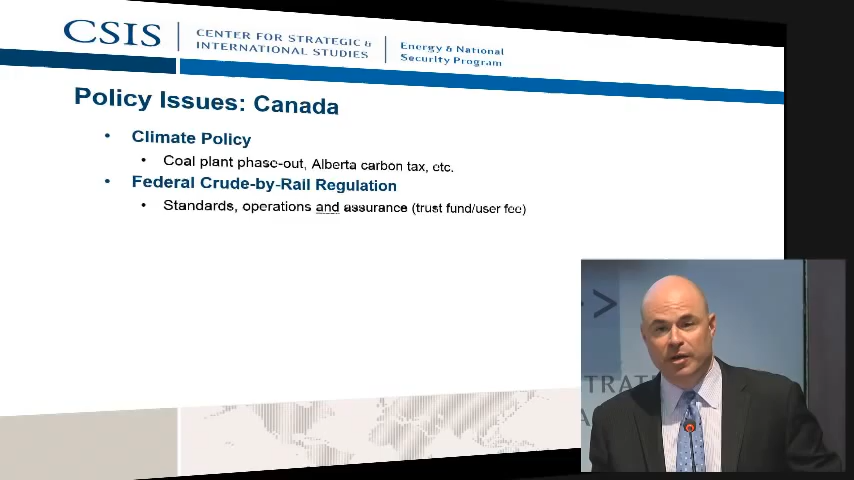 CSIS
CENTER FOR STRATEGIC &
INTERNATIONAL STUDIES
Energy & National
Security Program
Policy Issues: Canada
• Climate Policy
• Coal plant phase-out, Alberta carbon tax, etc.
• Federal Crude-by-Rail Regulation
• Standards, operations and assurance (trust fund/user fee)
>
TRAT
A